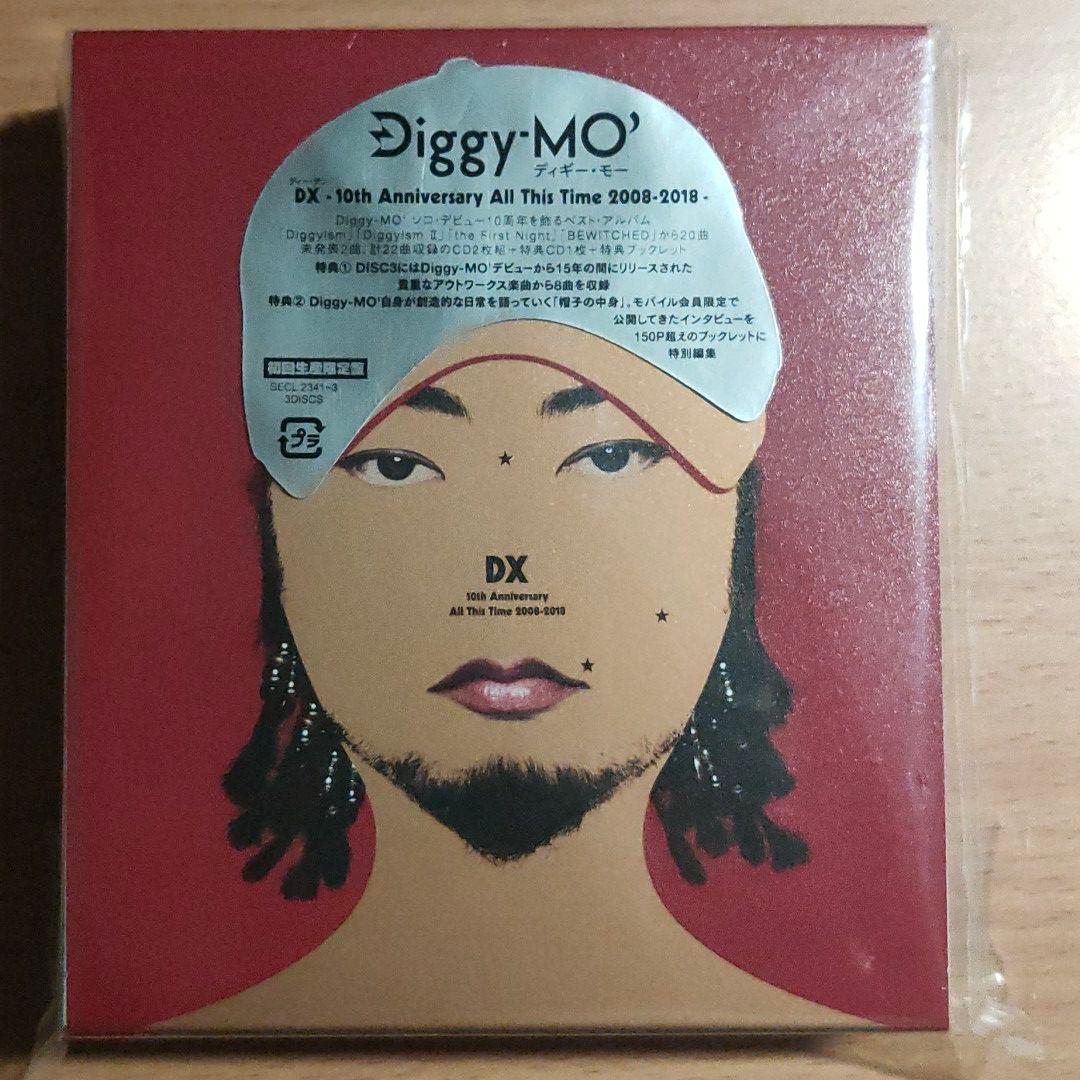 Diggy-MO'
ディギー・モー
ディー・テン
DX - 10th Anniversary All This Time 2008-2018 -
Diggy-MO' ソロ・デビュー10周年を飾るベスト・アルバム
「Diggyism」「Diggyism Ⅱ」「the First Night」「BEWITCHED」から20曲
未発表2曲、計22曲収録のCD2枚組+特典CD1枚+特典ブックレット
特典① DISC3にはDiggy-MO'デビューから15年の間にリリースされた
貴重なアウトワークス楽曲から8曲を収録
特典② Diggy-MO'自身が創造的な日常を語っていく「帽子の中身」。モバイル会員限定で
公開してきたインタビューを
150P超えのブックレットに
特別編集
初回生産限定盤
SECL 2341~3
3DISCS
プラ
DX
10th Anniversary
All This Time 2008-2018